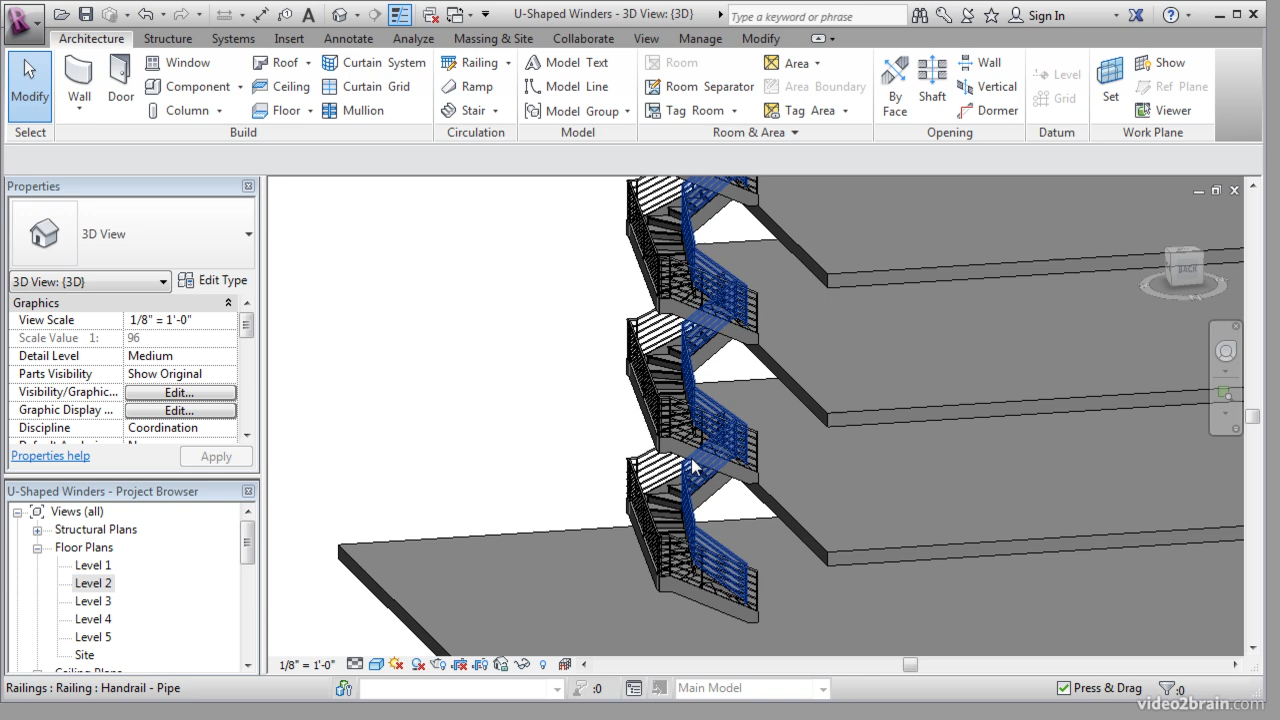 U-Shaped Winders - 3D View: {3D}
Type a keyword or phrase
Sign In
Architecture Structure Systems Insert Annotate Analyze Massing & Site Collaborate View Manage Modify
Modify
Wall
Door
Window
Component
Column
Roof
Ceiling
Floor
Curtain System
Curtain Grid
Mullion
Railing
Ramp
Stair
Model Text
Model Line
Model Group
Room
Room Separator
Tag Room
Area
Area Boundary
Tag Area
By Face
Shaft
Wall
Vertical
Dormer
Level
Grid
Set
Show
Ref Plane
Viewer
Select Build Circulation Model Room & Area Opening Datum Work Plane
Properties
3D View
3D View: {3D}
Edit Type
Graphics
View Scale 1/8" = 1'-0"
Scale Value 1: 96
Detail Level Medium
Parts Visibility Show Original
Visibility/Graphic... Edit...
Graphic Display ... Edit...
Discipline Coordination
Properties help
Apply
U-Shaped Winders - Project Browser
Views (all)
Structural Plans
Floor Plans
Level 1
Level 2
Level 3
Level 4
Level 5
Site
BACK
1/8" = 1'-0"
Railings : Railing : Handrail - Pipe
:0
Main Model
Press & Drag
:0
video2brain.com